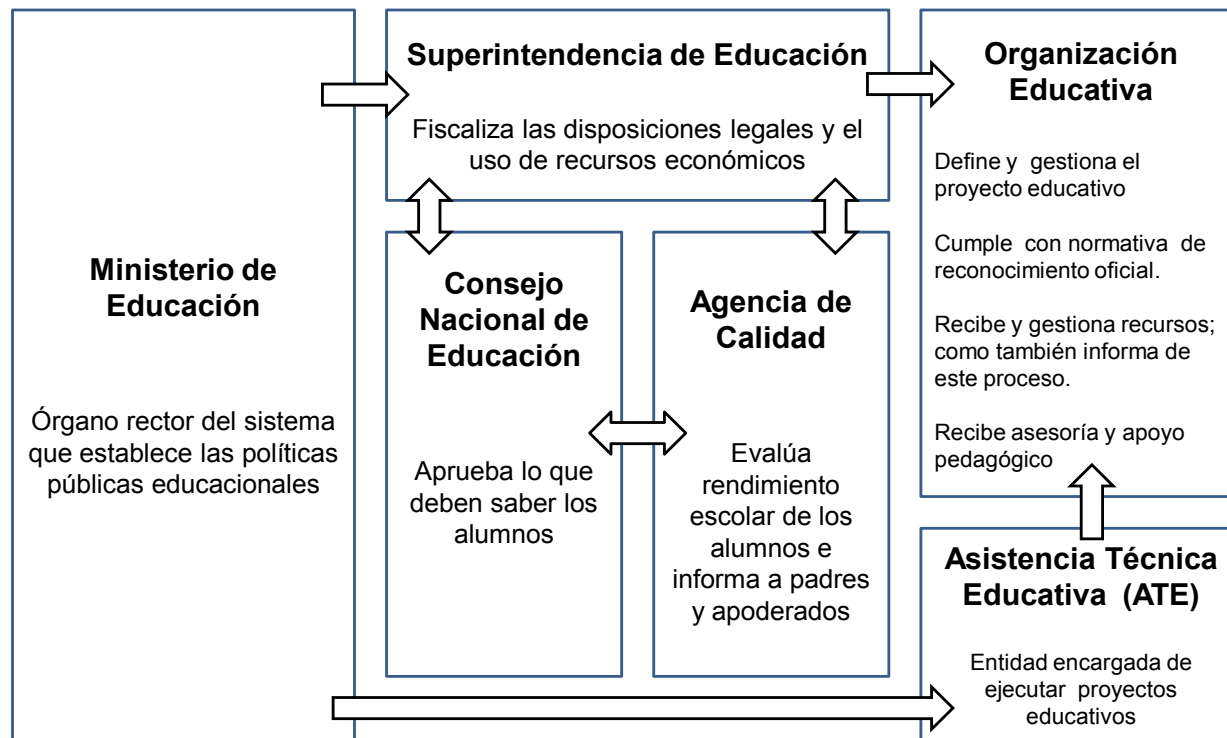 Ministerio de
Educación
Órgano rector del sistema
que establece las políticas
públicas educacionales
Superintendencia de Educación
Fiscaliza las disposiciones legales y el
uso de recursos económicos
Consejo
Nacional de
Educación
Aprueba lo que
deben saber los
alumnos
Agencia de
Calidad
Evalúa
rendimiento
escolar de los
alumnos e
informa a padres
y apoderados
Organización
Educativa
Define y gestiona el
proyecto educativo
Cumple con normativa de
reconocimiento oficial.
Recibe y gestiona recursos;
como también informa de
este proceso.
Recibe asesoría y apoyo
pedagógico
Asistencia Técnica
Educativa (ATE)
Entidad encargada de
ejecutar proyectos
educativos